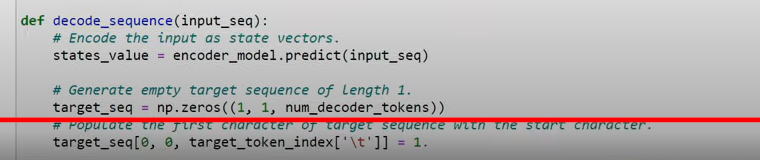 def decode_sequence(input_seq):
# Encode the input as state vectors.
states_value = encoder_model.predict(input_seq)
# Generate empty target sequence of length 1.
target_seq = np.zeros((1, 1, num_decoder_tokens))
# Populate the first character of target sequence with the start character.
target_seq[0, 0, target_token_index['\t']] = 1.